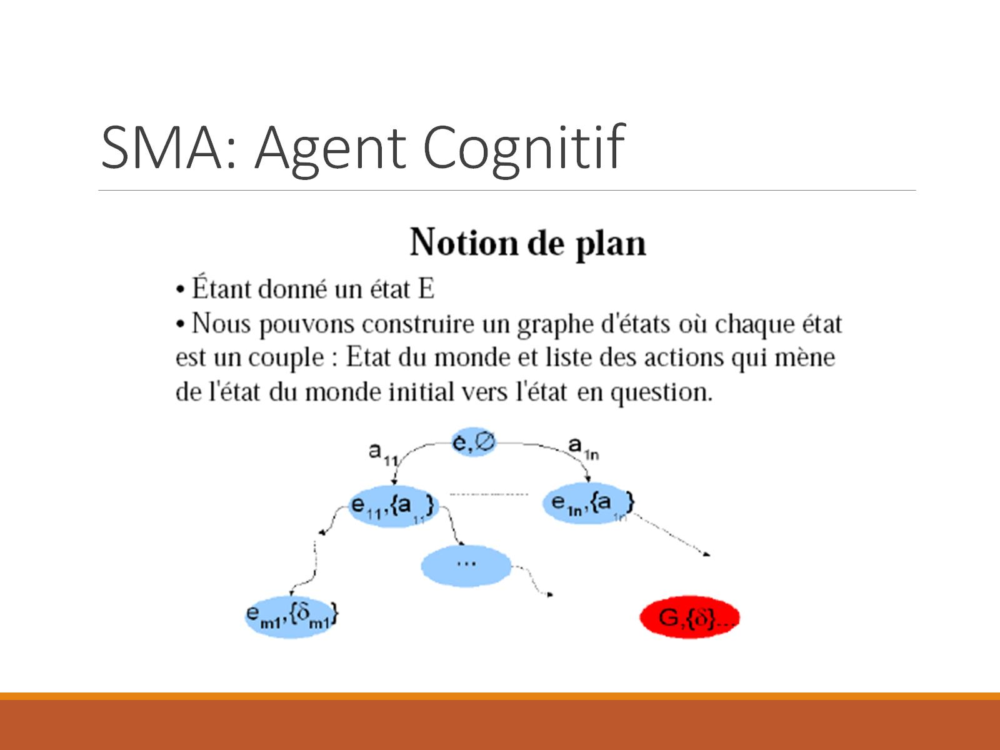 SMA: Agent Cognitif
Notion de plan
• Étant donné un état E
• Nous pouvons construire un graphe d'états où chaque état
est un couple : Etat du monde et liste des actions qui mène
de l'état du monde initial vers l'état en question.
e,∅
a11
a1n
e11,{a11}
e1n,{a1n}
...
em1,{δm1}
G,{δ}...